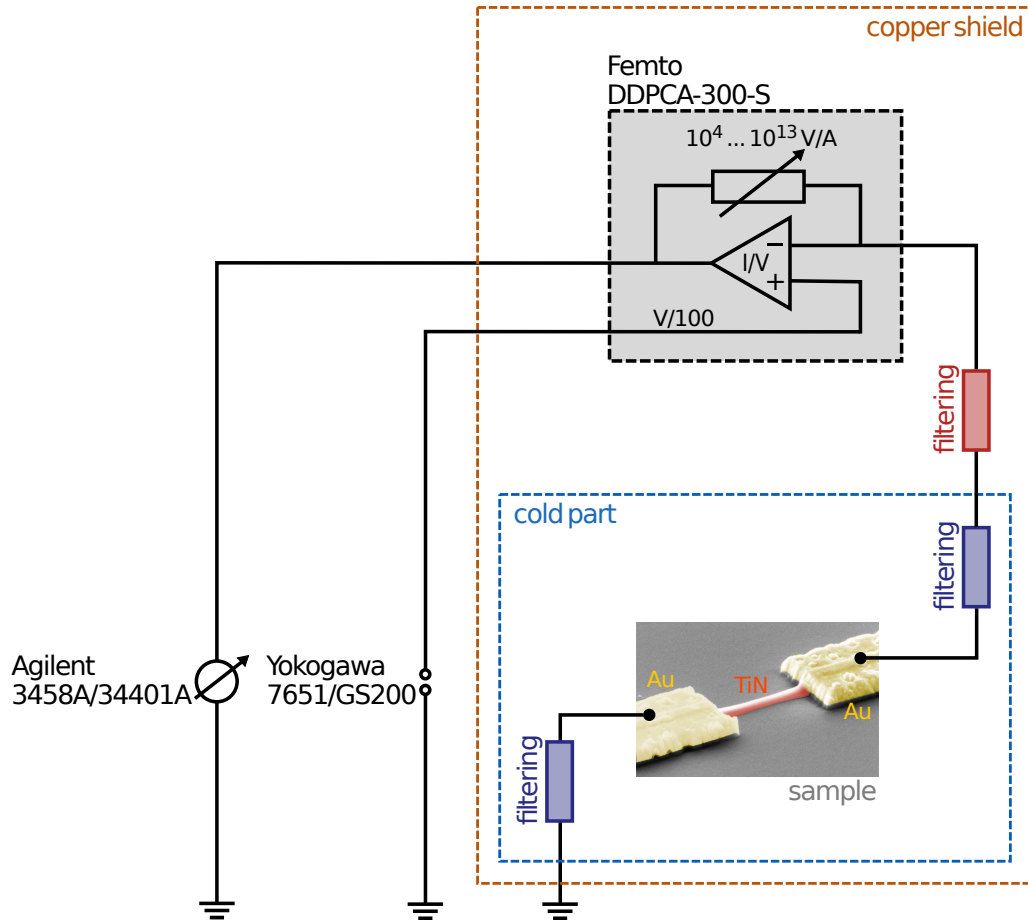 copper shield
Femto
DDPCA-300-S
10⁴ ... 10¹³ V/A
−
I/V
+
V/100
filtering
cold part
filtering
Agilent
3458A/34401A
Yokogawa
7651/GS200
Au
TiN
Au
filtering
sample